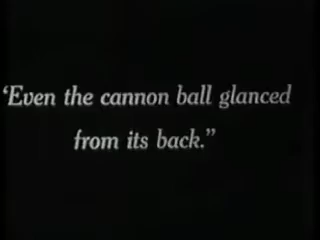 ‘Even the cannon ball glanced
from its back.”